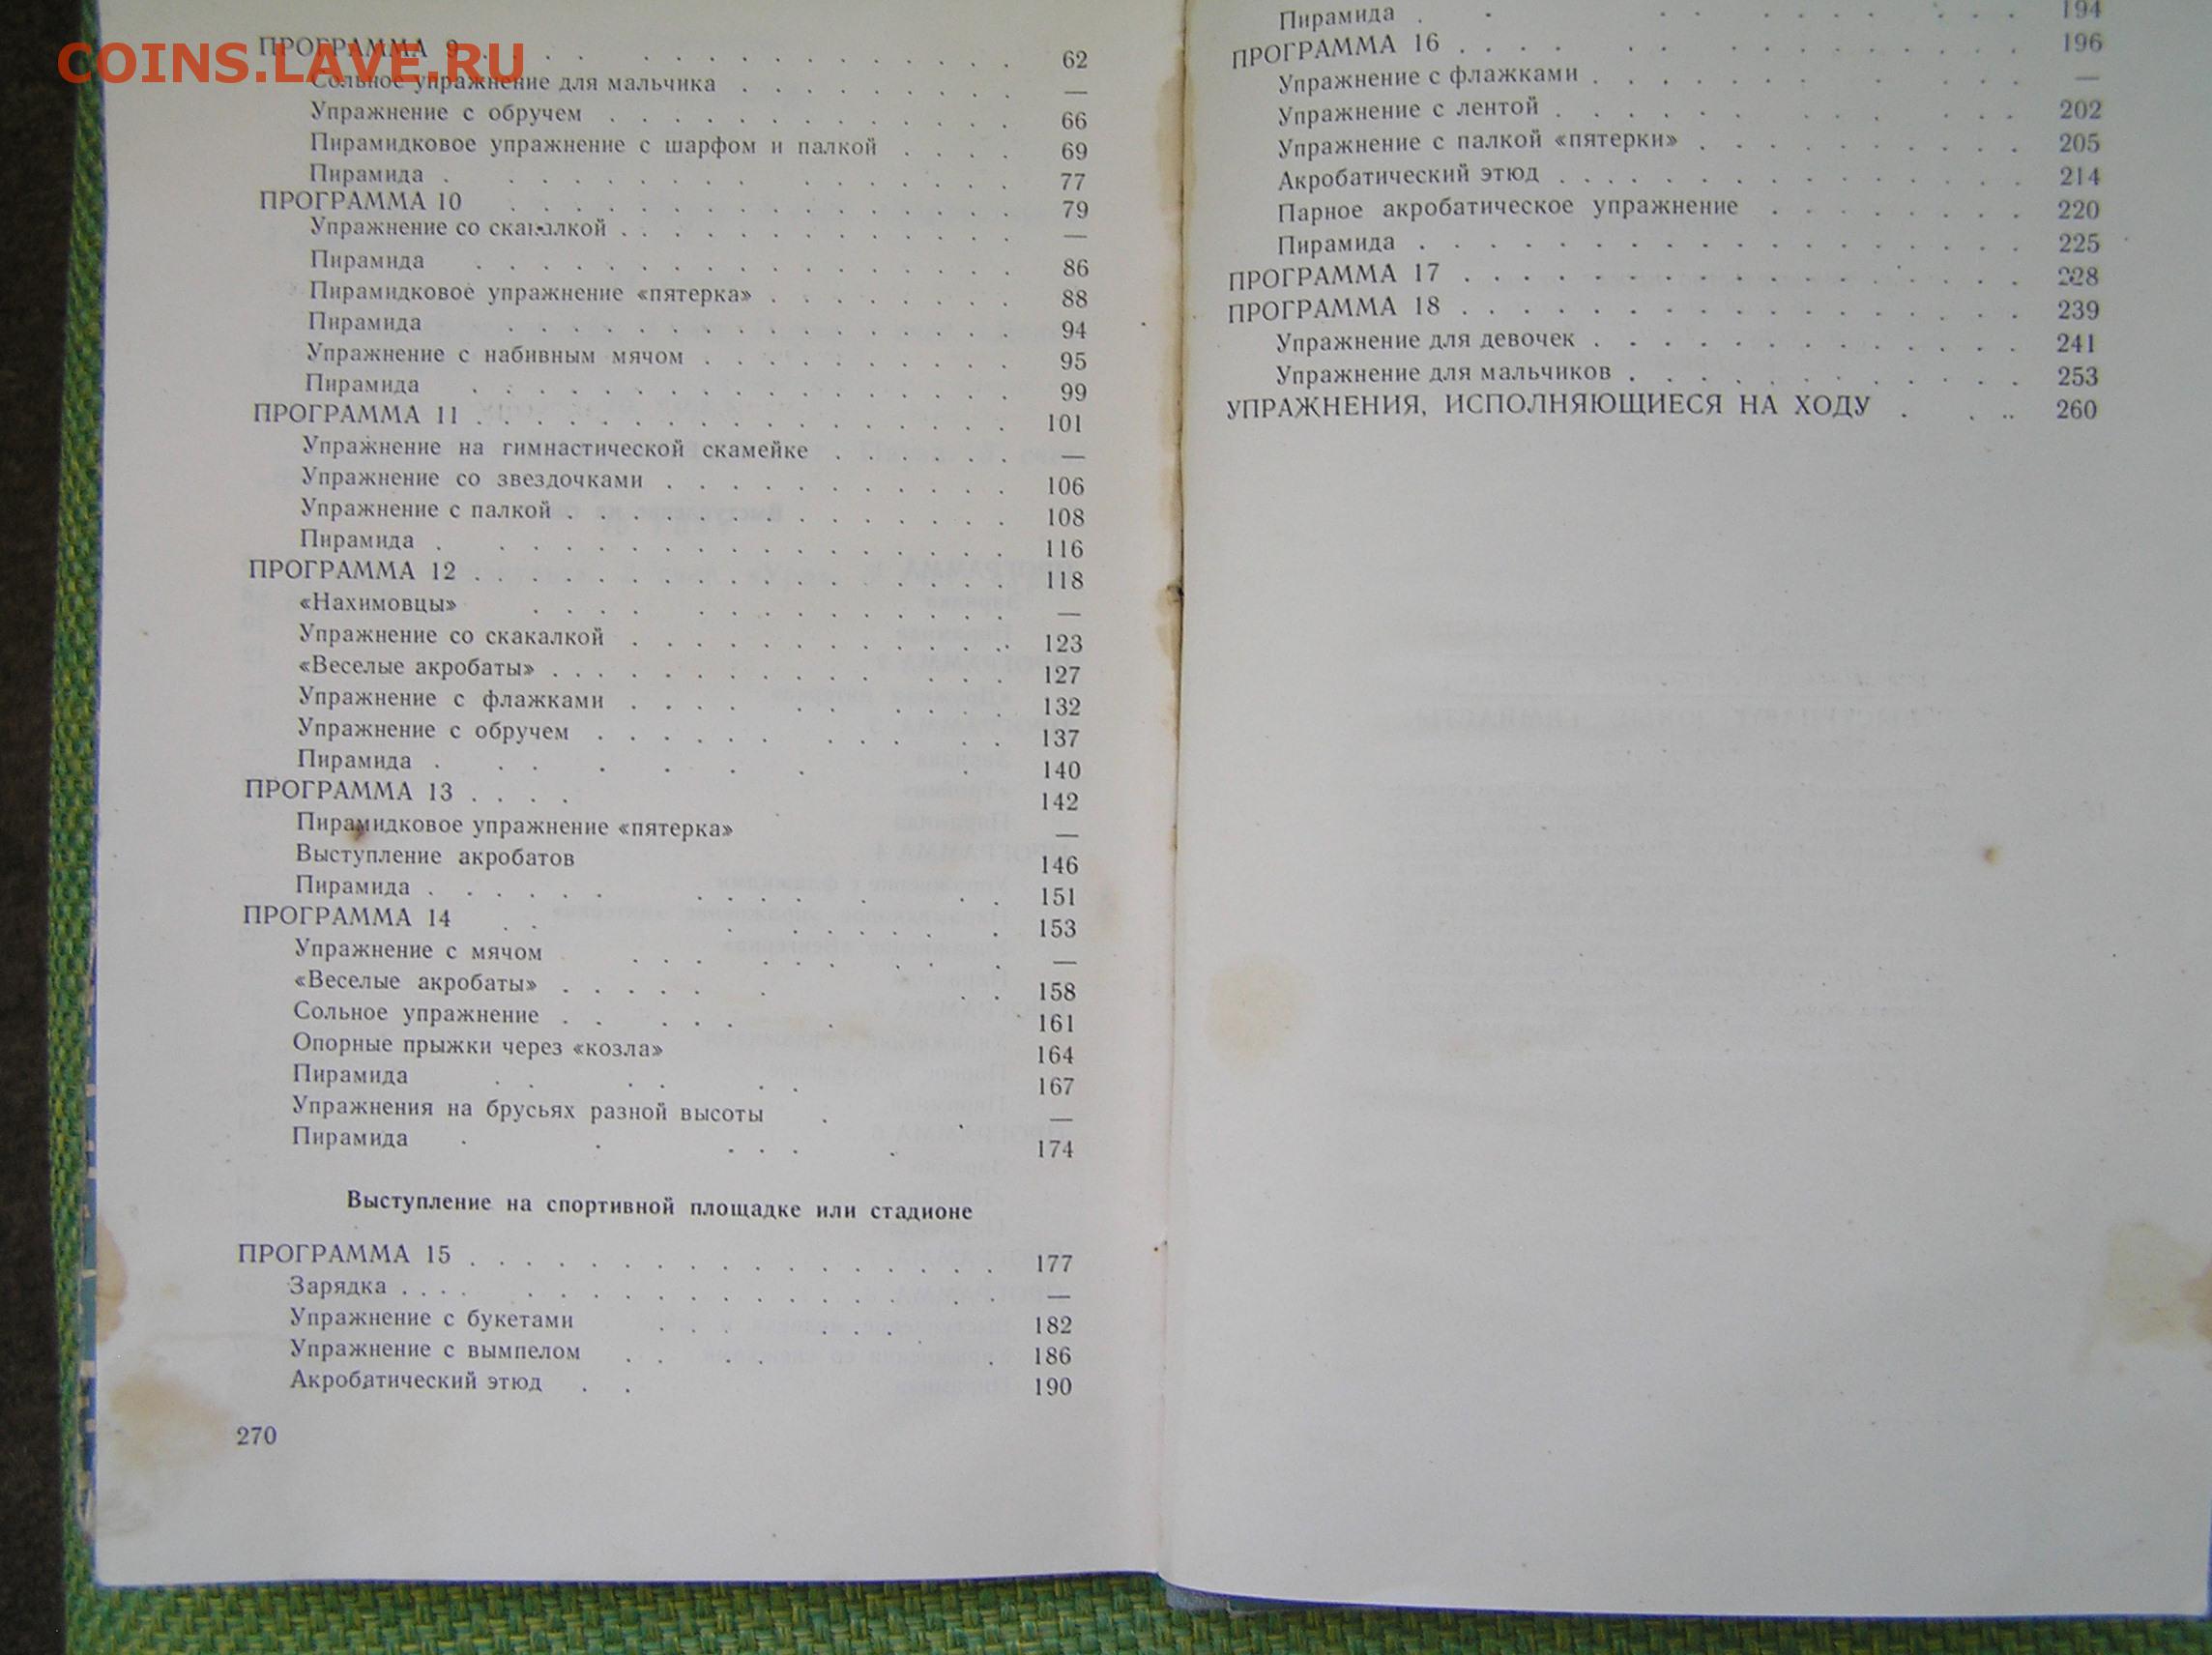 COINS.LAVE.RU
ПРОГРАММА 9 . . . . . . . . . . . . . 62
Сольное упражнение для мальчика . . . . . . . . . —
Упражнение с обручем . . . . . . . . . . . . . 66
Пирамидковое упражнение с шарфом и палкой . . . . 69
Пирамида . . . . . . . . . . . . . . . 77
ПРОГРАММА 10 . . . . . . . . . . . . . . . 79
Упражнение со скакалкой . . . . . . . . . . . . —
Пирамида . . . . . . . . . . . . . . . . 86
Пирамидковое упражнение «пятерка» . . . . . . . . 88
Пирамида . . . . . . . . . . . . . . . 94
Упражнение с набивным мячом . . . . . . . . . . 95
Пирамида . . . . . . . . . . . . . . . . 99
ПРОГРАММА 11 . . . . . . . . . . . . . . . . 101
Упражнение на гимнастической скамейке . . . . . . —
Упражнение со звездочками . . . . . . . . . . . 106
Упражнение с палкой . . . . . . . . . . . . . . 108
Пирамида . . . . . . . . . . . . . . . . . 116
ПРОГРАММА 12 . . . . . . . . . . . . . . . . 118
«Нахимовцы» . . . . . . . . . . . . . . —
Упражнение со скакалкой . . . . . . . . . . . . 123
«Веселые акробаты» . . . . . . . . . . . . . . 127
Упражнение с флажками . . . . . . . . . . . 132
Упражнение с обручем . . . . . . . . . . . 137
Пирамида . . . . . . . . 140
ПРОГРАММА 13 . . . . 142
Пирамидковое упражнение «пятерка» —
Выступление акробатов 146
Пирамида . . . . . . . . . . . . . 151
ПРОГРАММА 14 . . . . . . . . . 153
Упражнение с мячом . . . . . . . . . —
«Веселые акробаты» . . . . . . . . 158
Сольное упражнение . . . . . . . 161
Опорные прыжки через «козла» 164
Пирамида . . . . . . 167
Упражнения на брусьях разной высоты . . —
Пирамида . . . . . . 174
Выступление на спортивной площадке или стадионе
ПРОГРАММА 15 . . . . . . . . . . . . . . . . . 177
Зарядка . . . . . . . . . . . . . . . . . . —
Упражнение с букетами . . . . . . . 182
Упражнение с вымпелом . . . . . 186
Акробатический этюд . . 190
270
Пирамида . . . . . . . . . . . 194
ПРОГРАММА 16 . . . . . . . . . . . . . . . 196
Упражнение с флажками . . . . . . . . . . . . —
Упражнение с лентой . . . . . . . . . . . . 202
Упражнение с палкой «пятерки» . . . . . . . . . . 205
Акробатический этюд . . . . . . . . . . . . . . . 214
Парное акробатическое упражнение . . . . . . . . 220
Пирамида . . . . . . . . . . . . . . . . . . 225
ПРОГРАММА 17 . . . . . . . . . . . . . . . . . 228
ПРОГРАММА 18 . . . . . . . . . . . . . . . . . 239
Упражнение для девочек . . . . . . . . . . . . . 241
Упражнение для мальчиков . . . . . . . . . . . . 253
УПРАЖНЕНИЯ, ИСПОЛНЯЮЩИЕСЯ НА ХОДУ . . .. 260